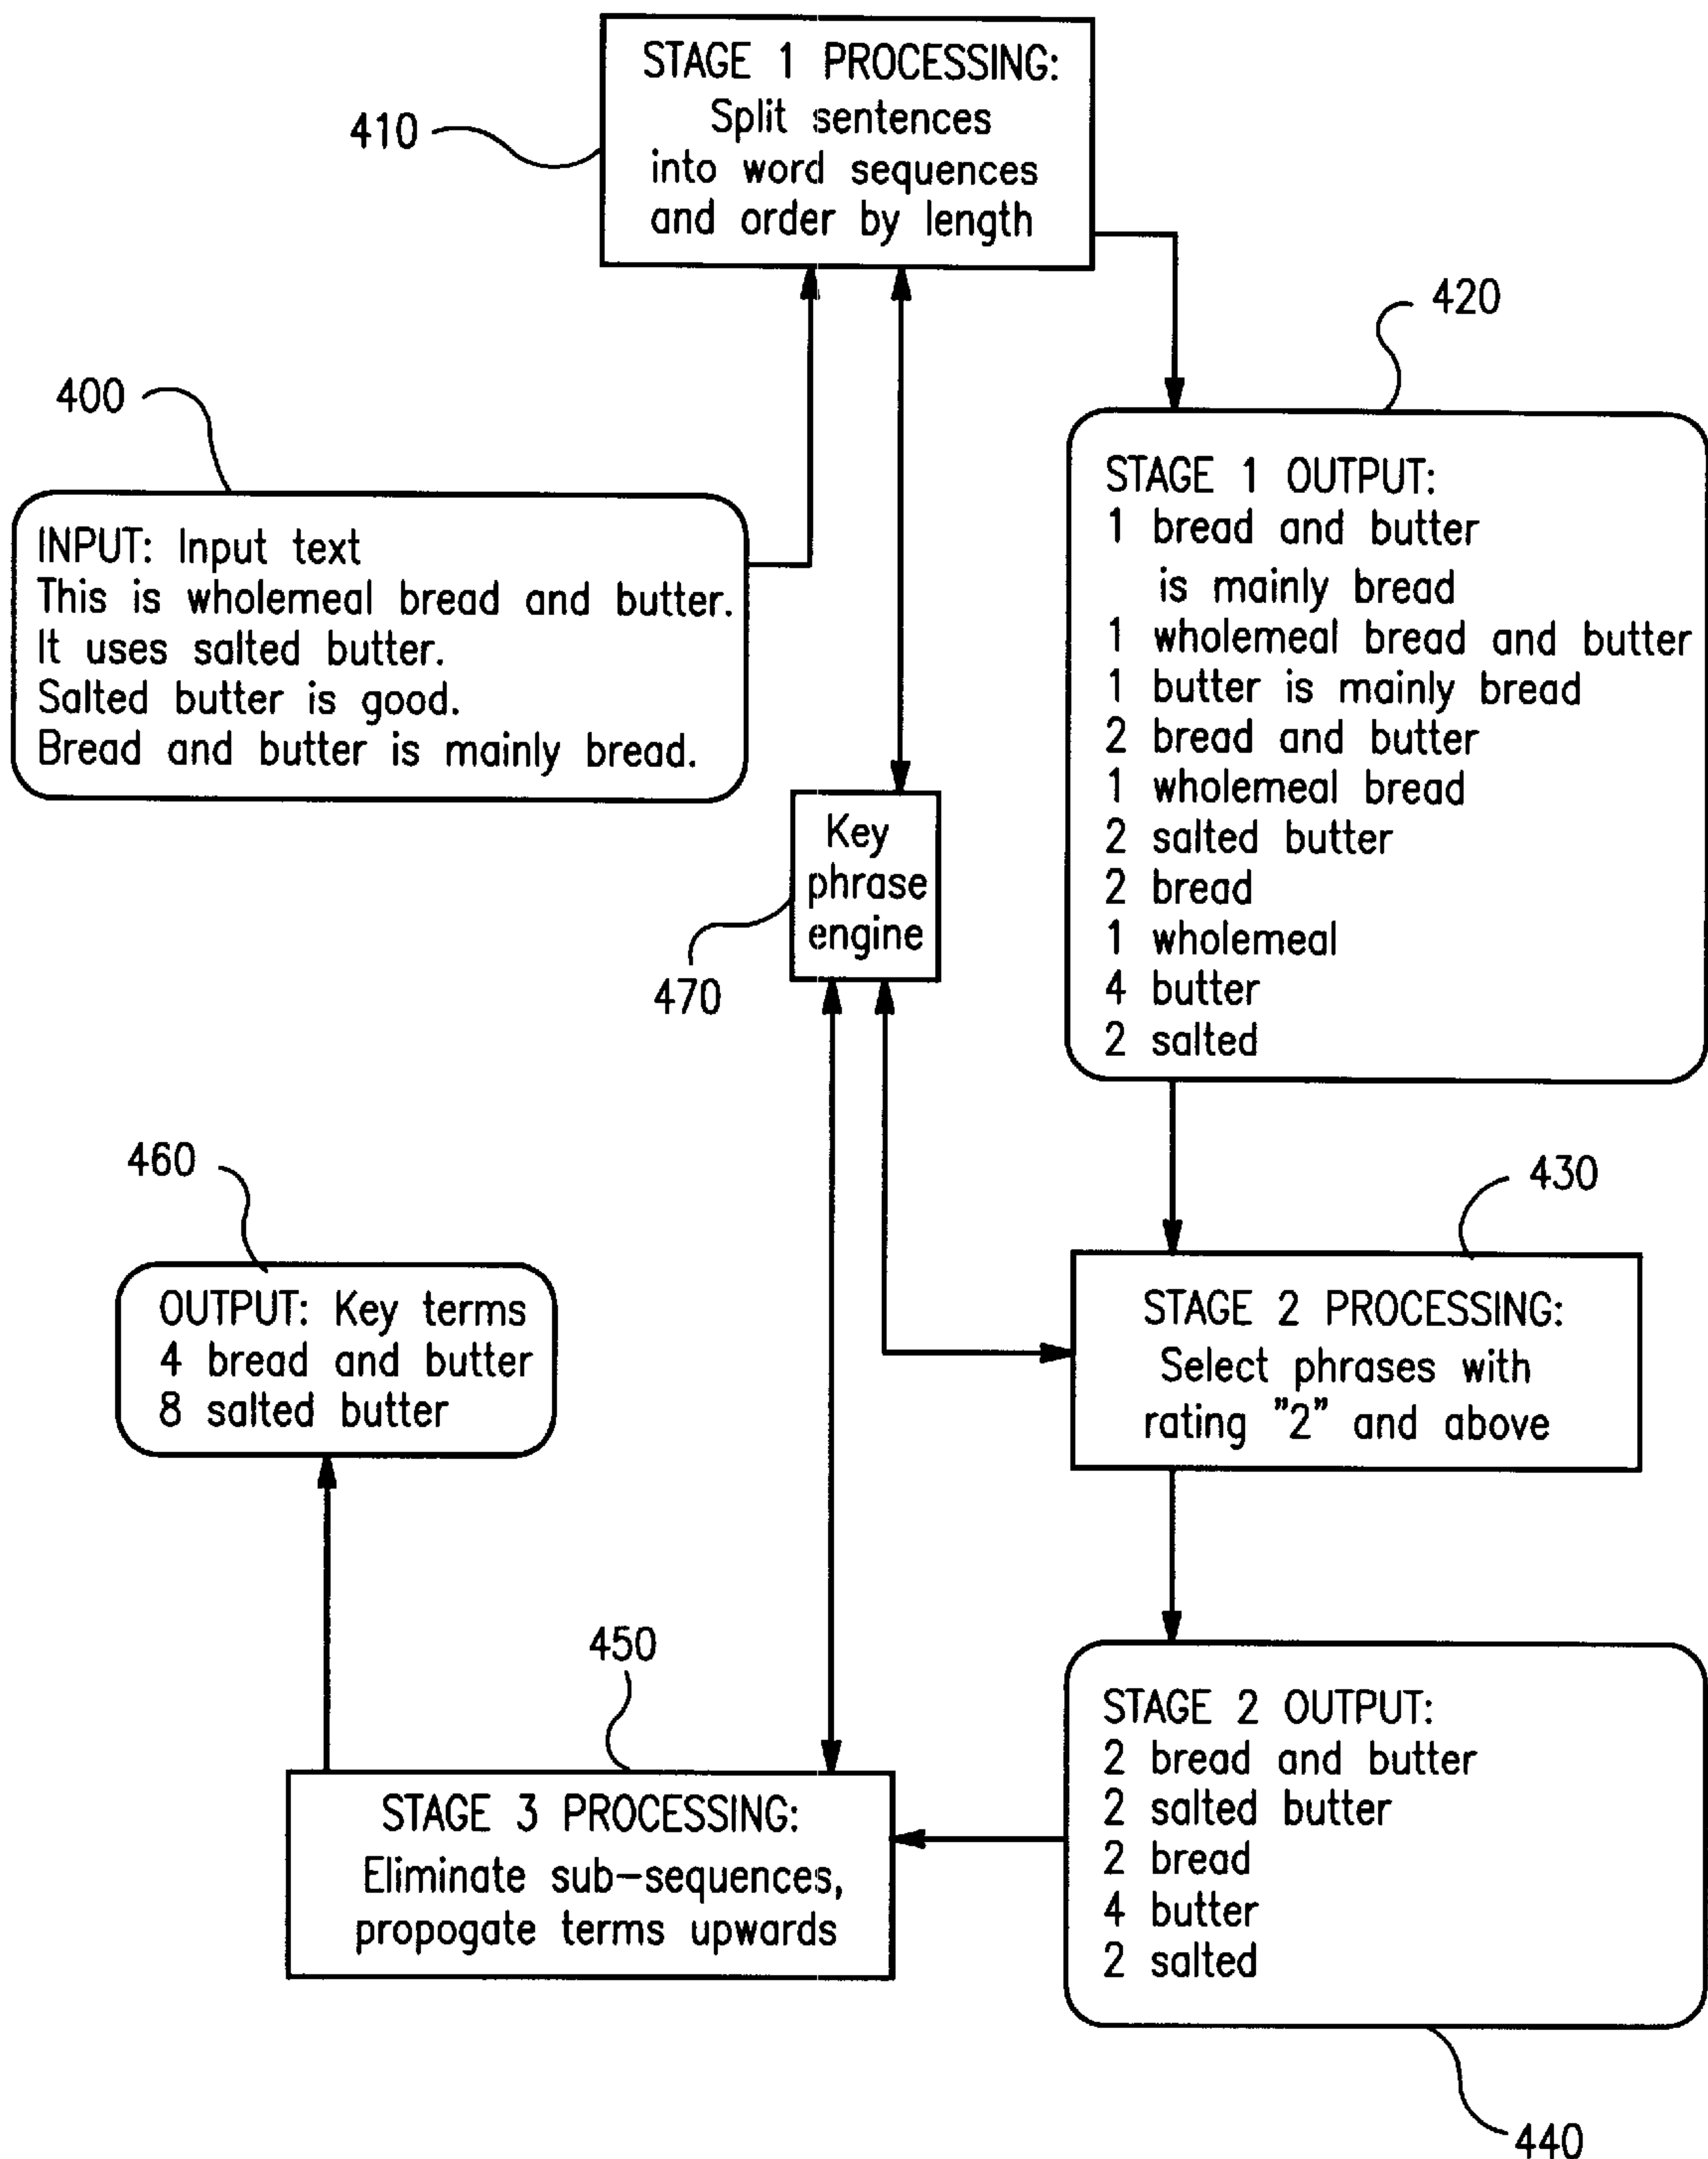 STAGE 1 PROCESSING:
Split sentences
into word sequences
and order by length
410
420
400
INPUT: Input text
This is wholemeal bread and butter.
It uses salted butter.
Salted butter is good.
Bread and butter is mainly bread.
STAGE 1 OUTPUT:
1 bread and butter
is mainly bread
1 wholemeal bread and butter
1 butter is mainly bread
2 bread and butter
1 wholemeal bread
2 salted butter
2 bread
1 wholemeal
4 butter
2 salted
Key
phrase
engine
470
460
OUTPUT: Key terms
4 bread and butter
8 salted butter
430
STAGE 2 PROCESSING:
Select phrases with
rating "2" and above
450
STAGE 3 PROCESSING:
Eliminate sub-sequences,
propogate terms upwards
STAGE 2 OUTPUT:
2 bread and butter
2 salted butter
2 bread
4 butter
2 salted
440